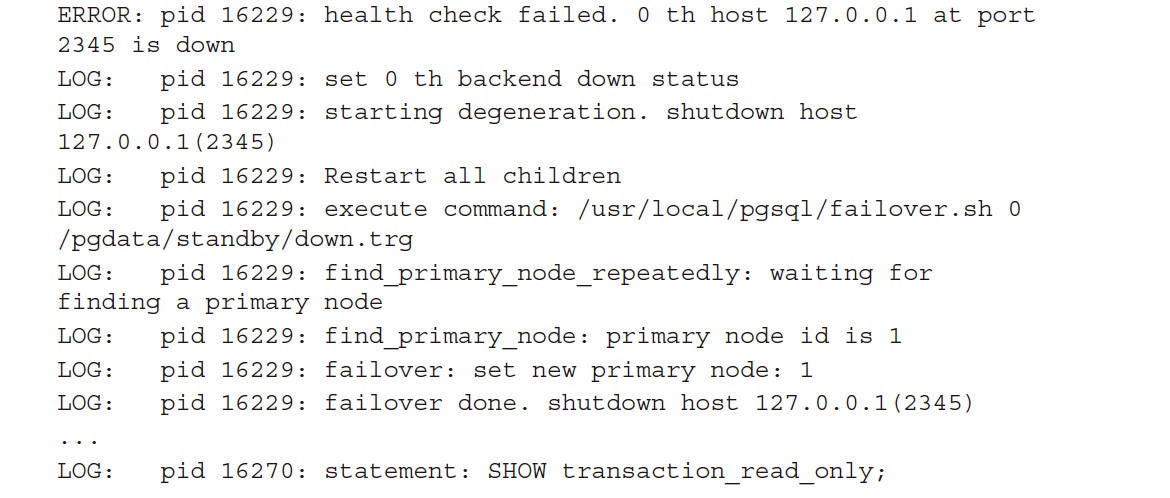 ERROR: pid 16229: health check failed. 0 th host 127.0.0.1 at port
2345 is down
LOG:   pid 16229: set 0 th backend down status
LOG:   pid 16229: starting degeneration. shutdown host
127.0.0.1(2345)
LOG:   pid 16229: Restart all children
LOG:   pid 16229: execute command: /usr/local/pgsql/failover.sh 0
/pgdata/standby/down.trg
LOG:   pid 16229: find_primary_node_repeatedly: waiting for
finding a primary node
LOG:   pid 16229: find_primary_node: primary node id is 1
LOG:   pid 16229: failover: set new primary node: 1
LOG:   pid 16229: failover done. shutdown host 127.0.0.1(2345)
...
LOG:   pid 16270: statement: SHOW transaction_read_only;